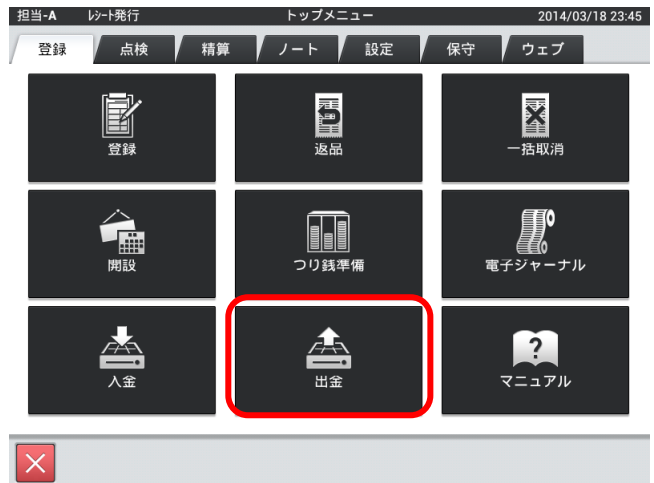 担当-A ﾚｼｰﾄ発行 トップメニュー 2014/03/18 23:45
登録 点検 精算 ノート 設定 保守 ウェブ
登録 返品 一括取消
開設 つり銭準備 電子ジャーナル
?
入金 出金 マニュアル